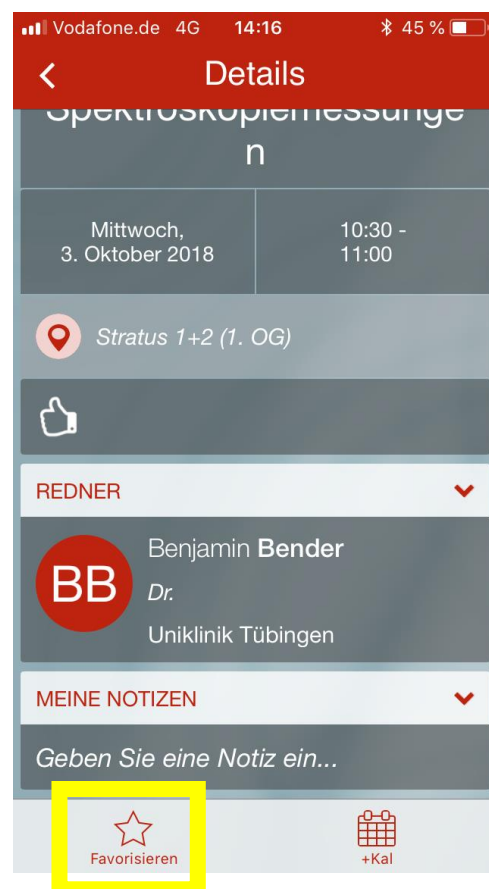 Vodafone.de 4G 14:16 45 %
Details
Spektroskopiemessunge
n
Mittwoch,
3. Oktober 2018
10:30 -
11:00
Stratus 1+2 (1. OG)
REDNER
BB
Benjamin Bender
Dr.
Uniklinik Tübingen
MEINE NOTIZEN
Geben Sie eine Notiz ein...
Favorisieren
+Kal